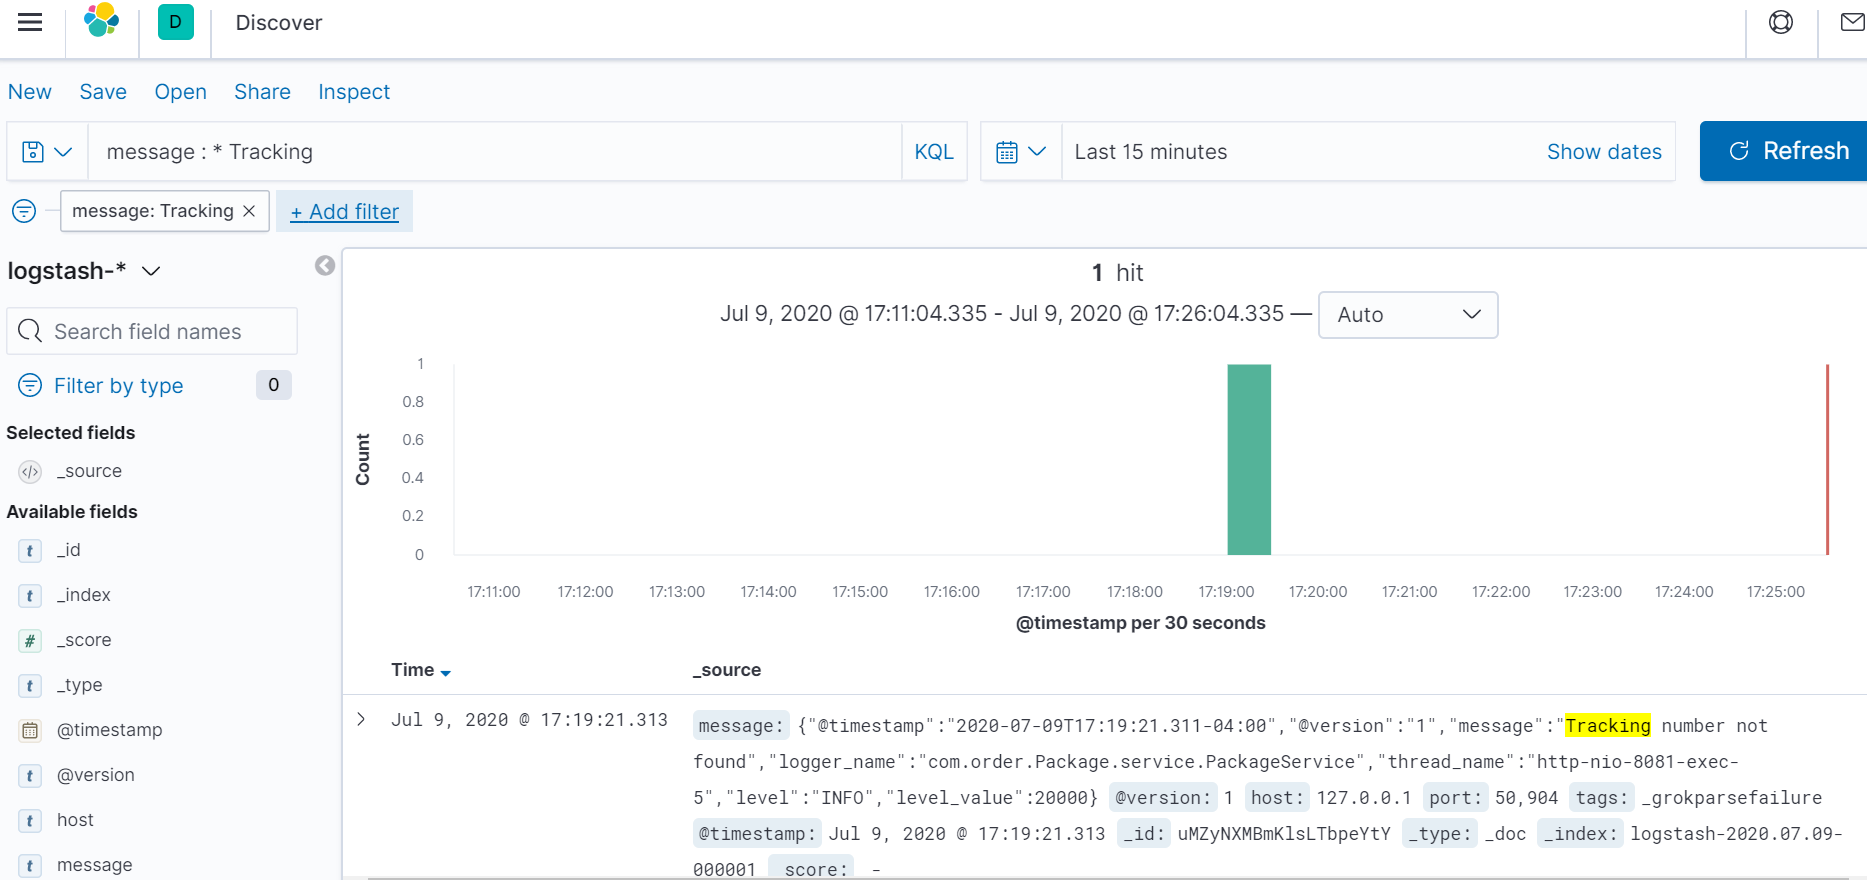 D Discover
New Save Open Share Inspect
message : * Tracking KQL Last 15 minutes Show dates Refresh
message: Tracking × + Add filter
logstash-*
Search field names
Filter by type 0
Selected fields
_source
Available fields
_id
_index
_score
_type
@timestamp
@version
host
message
1 hit
Jul 9, 2020 @ 17:11:04.335 - Jul 9, 2020 @ 17:26:04.335 — Auto
Count
1
0.8
0.6
0.4
0.2
0
17:11:00 17:12:00 17:13:00 17:14:00 17:15:00 17:16:00 17:17:00 17:18:00 17:19:00 17:20:00 17:21:00 17:22:00 17:23:00 17:24:00 17:25:00
@timestamp per 30 seconds
Time _source
Jul 9, 2020 @ 17:19:21.313
message: {"@timestamp":"2020-07-09T17:19:21.311-04:00","@version":"1","message":"Tracking number not
found","logger_name":"com.order.Package.service.PackageService","thread_name":"http-nio-8081-exec-
5","level":"INFO","level_value":20000} @version: 1 host: 127.0.0.1 port: 50,904 tags: _grokparsefailure
@timestamp: Jul 9, 2020 @ 17:19:21.313 _id: uMZyNXMBmKlsLTbpeYtY _type: _doc _index: logstash-2020.07.09-
000001 _score: -